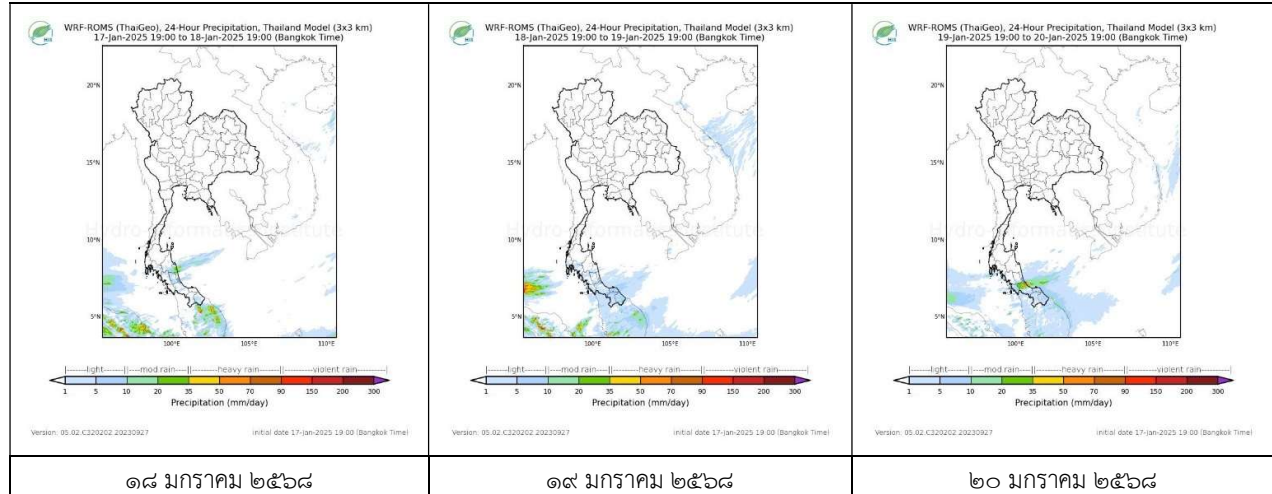 WRF-ROMS (ThaiGeo), 24-Hour Precipitation, Thailand Model (3x3 km)
17-Jan-2025 19:00 to 18-Jan-2025 19:00 (Bangkok Time)
20°N
15°N
10°N
5°N
100°E 105°E 110°E
Hydro-Informatics Institute
light mod rain heavy rain violent rain
1 5 10 20 35 50 70 90 150 200 300
Precipitation (mm/day)
Version: 05.02.C320202.20230927 initial date 17-Jan-2025 19:00 (Bangkok Time)
๑๘ มกราคม ๒๕๖๘
WRF-ROMS (ThaiGeo), 24-Hour Precipitation, Thailand Model (3x3 km)
18-Jan-2025 19:00 to 19-Jan-2025 19:00 (Bangkok Time)
20°N
15°N
10°N
5°N
100°E 105°E 110°E
Hydro-Informatics Institute
light mod rain heavy rain violent rain
1 5 10 20 35 50 70 90 150 200 300
Precipitation (mm/day)
Version: 05.02.C320202.20230927 initial date 17-Jan-2025 19:00 (Bangkok Time)
๑๙ มกราคม ๒๕๖๘
WRF-ROMS (ThaiGeo), 24-Hour Precipitation, Thailand Model (3x3 km)
19-Jan-2025 19:00 to 20-Jan-2025 19:00 (Bangkok Time)
20°N
15°N
10°N
5°N
100°E 105°E 110°E
Hydro-Informatics Institute
light mod rain heavy rain violent rain
1 5 10 20 35 50 70 90 150 200 300
Precipitation (mm/day)
Version: 05.02.C320202.20230927 initial date 17-Jan-2025 19:00 (Bangkok Time)
๒๐ มกราคม ๒๕๖๘